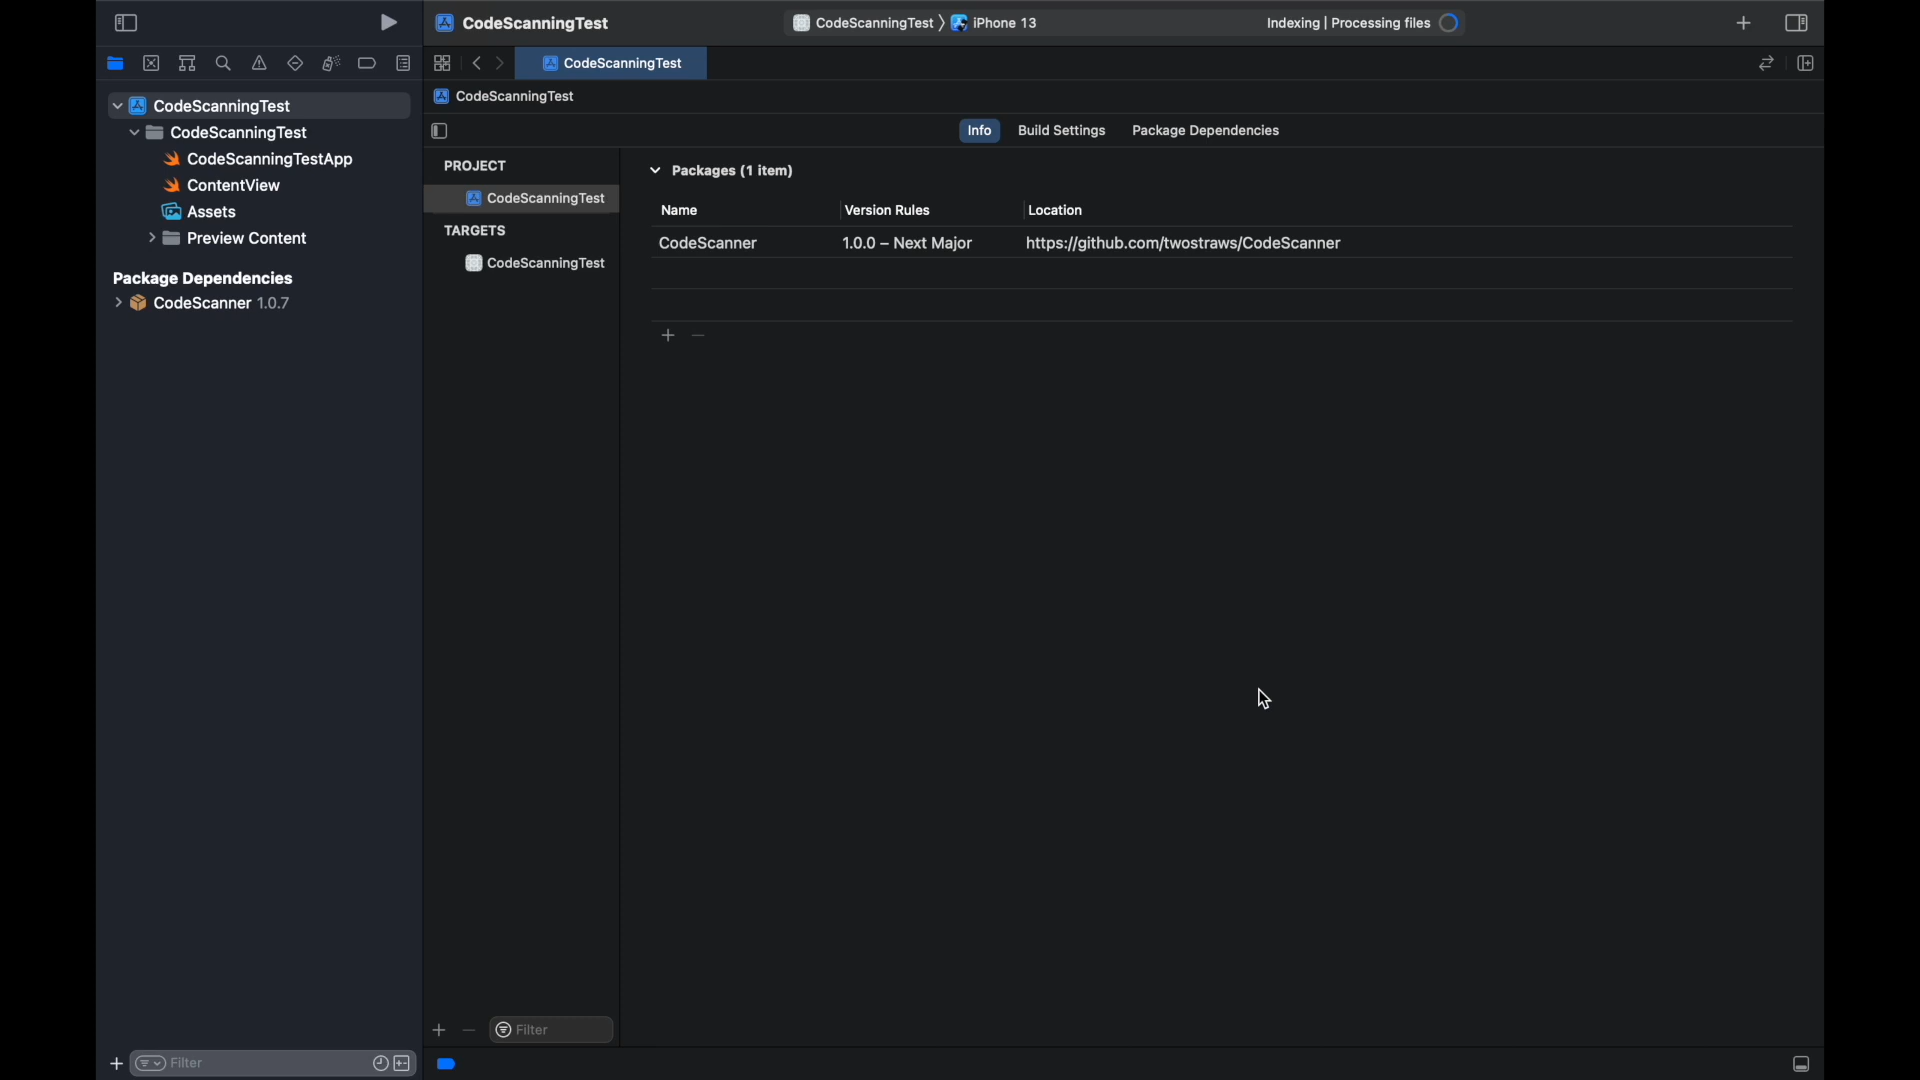 CodeScanningTest
CodeScanningTest
iPhone 13
Indexing | Processing files
CodeScanningTest
CodeScanningTest
Info
Build Settings
Package Dependencies
CodeScanningTest
CodeScanningTest
CodeScanningTestApp
ContentView
Assets
Preview Content
Package Dependencies
CodeScanner 1.0.7
Filter
PROJECT
CodeScanningTest
TARGETS
CodeScanningTest
Filter
Packages (1 item)
Name Version Rules Location
CodeScanner 1.0.0 – Next Major https://github.com/twostraws/CodeScanner